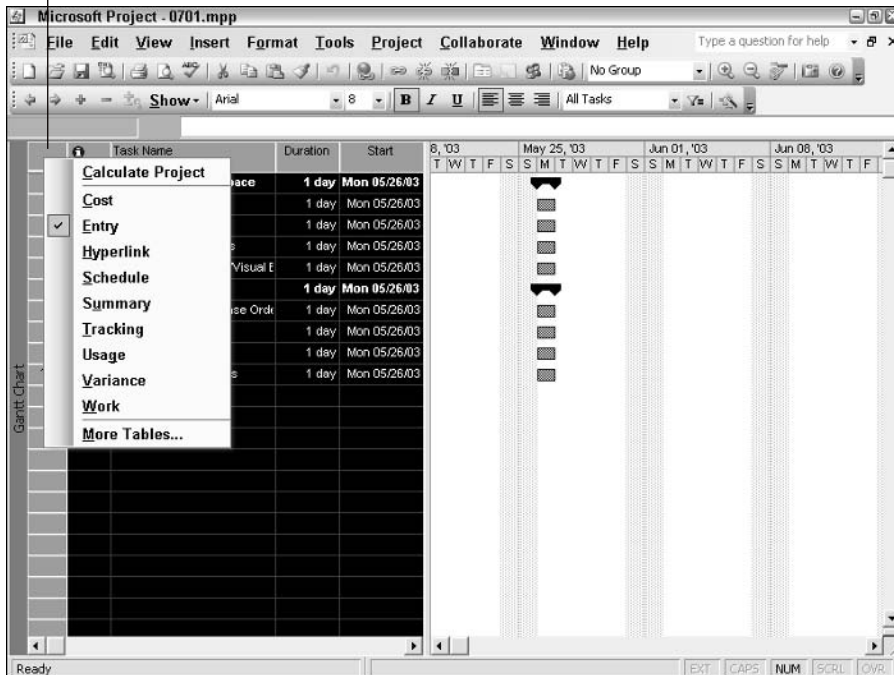 Microsoft Project - 0701.mpp
File Edit View Insert Format Tools Project Collaborate Window Help Type a question for help
No Group
Show Arial 8 B I U All Tasks
Task Name Duration Start 8, '03 May 25, '03 Jun 01, '03 Jun 08, '03
T W T F S S M T W T F S S M T W T F S S M T W T F
Calculate Project
Cost
Entry
Hyperlink
Schedule
Summary
Tracking
Usage
Variance
Work
More Tables...
ace 1 day Mon 05/26/03
1 day Mon 05/26/03
1 day Mon 05/26/03
s 1 day Mon 05/26/03
/Visual E 1 day Mon 05/26/03
1 day Mon 05/26/03
ase Orde 1 day Mon 05/26/03
1 day Mon 05/26/03
1 day Mon 05/26/03
s 1 day Mon 05/26/03
Gantt Chart
Ready EXT CAPS NUM SCRL OVR